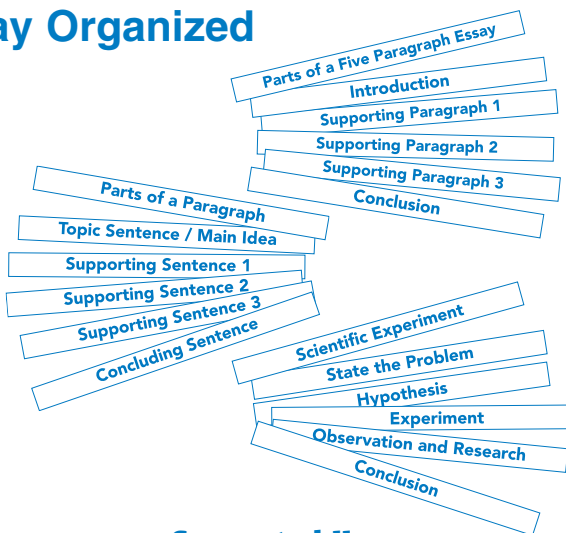 ay Organized
Parts of a Five Paragraph Essay
Introduction
Supporting Paragraph 1
Supporting Paragraph 2
Supporting Paragraph 3
Conclusion
Parts of a Paragraph
Topic Sentence / Main Idea
Supporting Sentence 1
Supporting Sentence 2
Supporting Sentence 3
Concluding Sentence
Scientific Experiment
State the Problem
Hypothesis
Experiment
Observation and Research
Conclusion